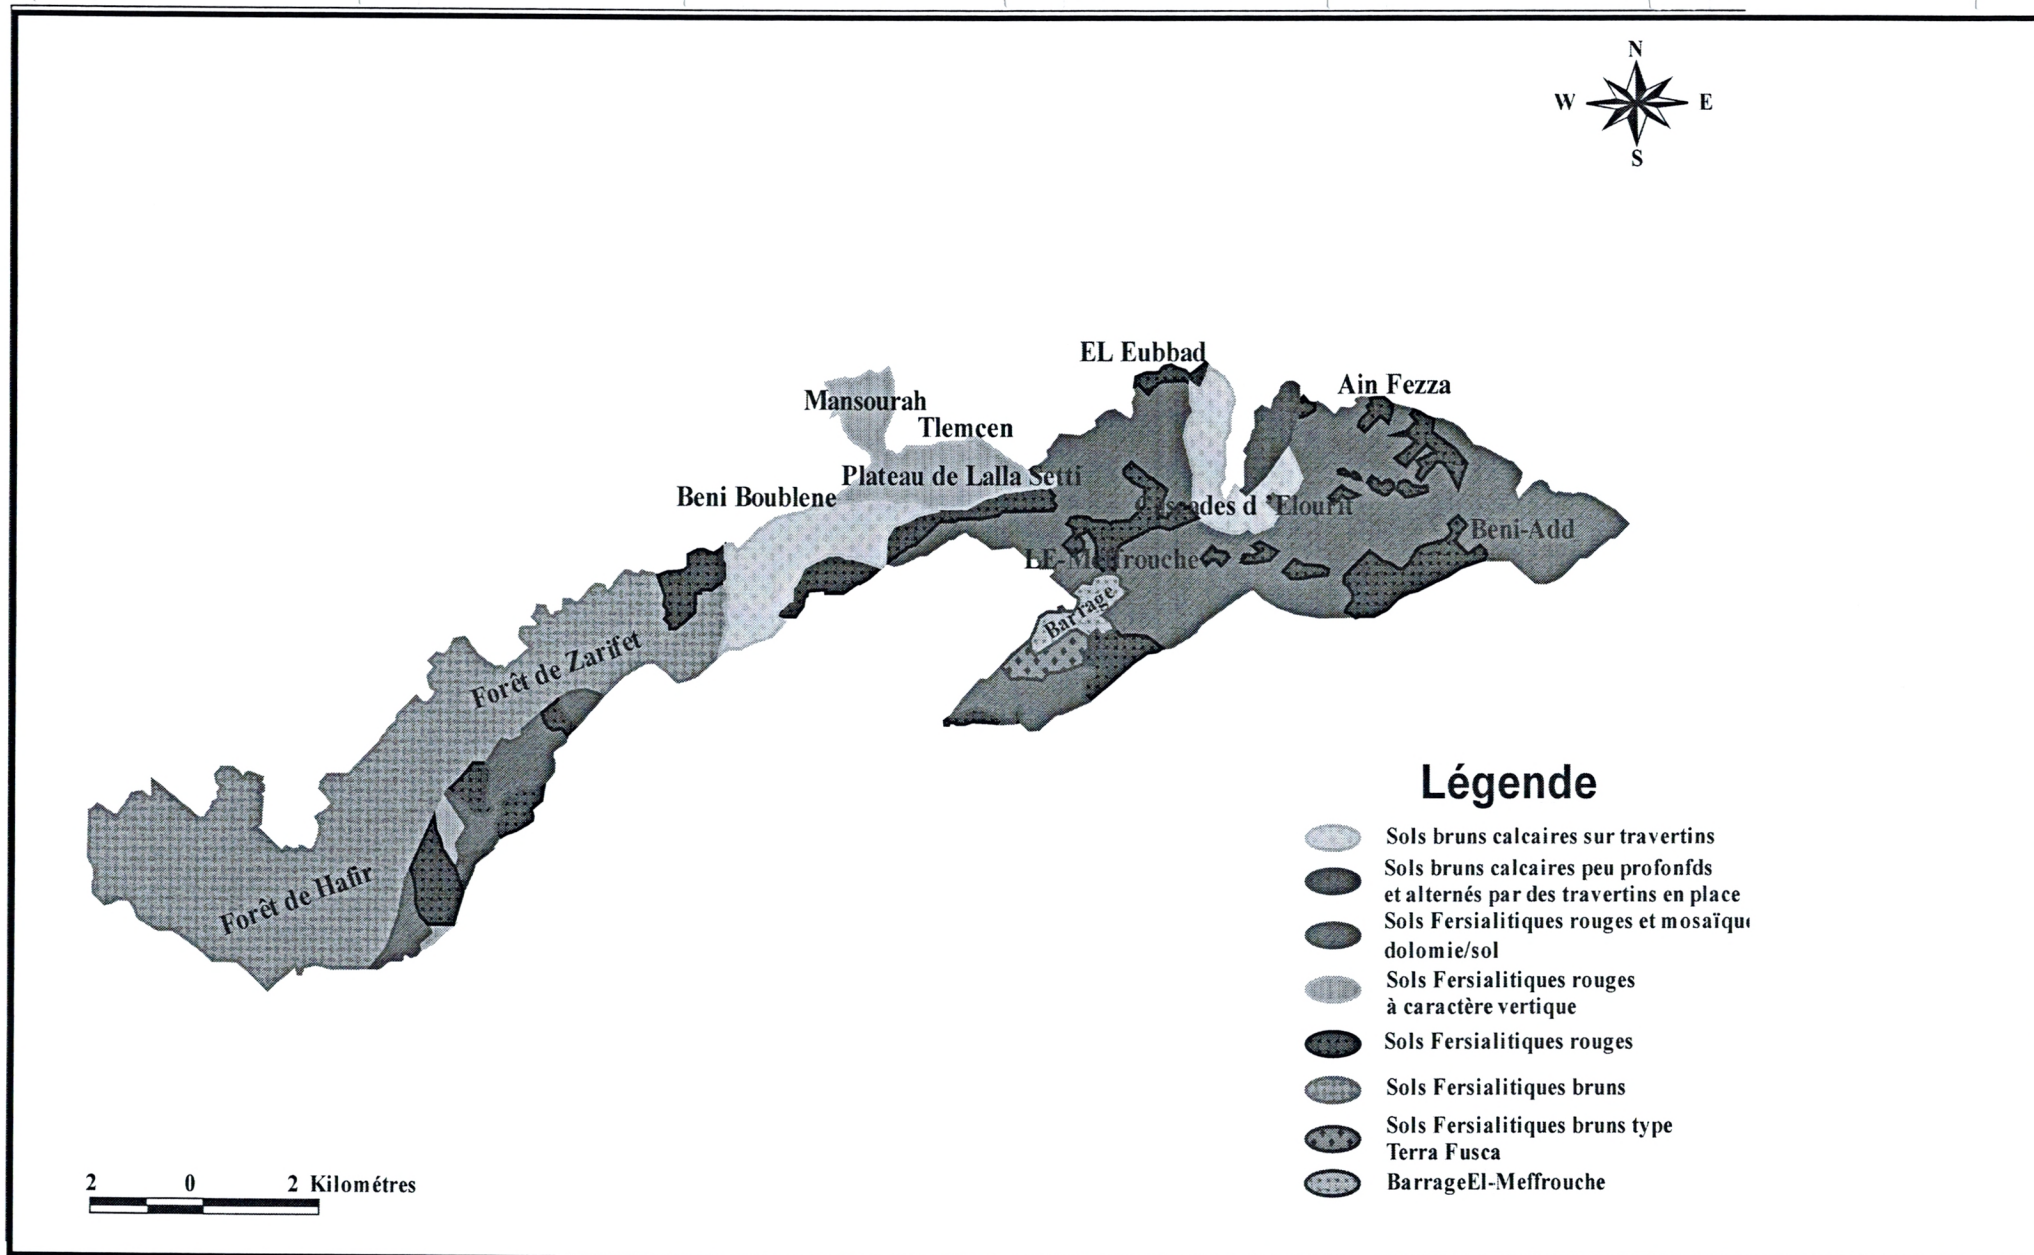 N
W E
S
EL Eubbad
Ain Fezza
Mansourah
Tlemcen
Plateau de Lalla Setti
Beni Boublene
Cascades d 'Elourit
Beni-Add
LE-Meffrouche
Barrage
Forêt de Zarifet
Forêt de Hafir
Légende
Sols bruns calcaires sur travertins
Sols bruns calcaires peu profonfds
et alternés par des travertins en place
Sols Fersialitiques rouges et mosaïque
dolomie/sol
Sols Fersialitiques rouges
à caractère vertique
Sols Fersialitiques rouges
Sols Fersialitiques bruns
Sols Fersialitiques bruns type
Terra Fusca
BarrageEl-Meffrouche
2 0 2 Kilométres